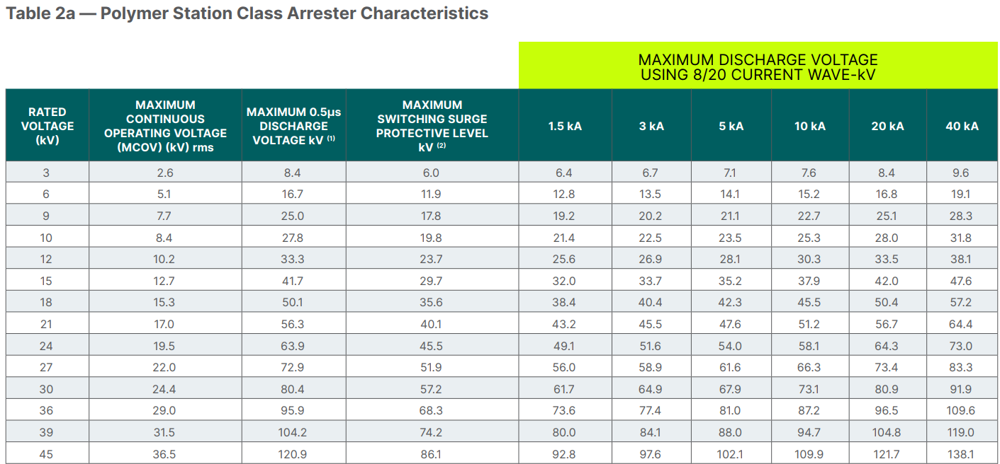 Table 2a — Polymer Station Class Arrester Characteristics
MAXIMUM DISCHARGE VOLTAGE
USING 8/20 CURRENT WAVE-kV
RATED
VOLTAGE
(kV)
MAXIMUM
CONTINUOUS
OPERATING VOLTAGE
(MCOV) (kV) rms
MAXIMUM 0.5μs
DISCHARGE
VOLTAGE kV (1)
MAXIMUM
SWITCHING SURGE
PROTECTIVE LEVEL
kV (2)
1.5 kA 3 kA 5 kA 10 kA 20 kA 40 kA
3 2.6 8.4 6.0 6.4 6.7 7.1 7.6 8.4 9.6
6 5.1 16.7 11.9 12.8 13.5 14.1 15.2 16.8 19.1
9 7.7 25.0 17.8 19.2 20.2 21.1 22.7 25.1 28.3
10 8.4 27.8 19.8 21.4 22.5 23.5 25.3 28.0 31.8
12 10.2 33.3 23.7 25.6 26.9 28.1 30.3 33.5 38.1
15 12.7 41.7 29.7 32.0 33.7 35.2 37.9 42.0 47.6
18 15.3 50.1 35.6 38.4 40.4 42.3 45.5 50.4 57.2
21 17.0 56.3 40.1 43.2 45.5 47.6 51.2 56.7 64.4
24 19.5 63.9 45.5 49.1 51.6 54.0 58.1 64.3 73.0
27 22.0 72.9 51.9 56.0 58.9 61.6 66.3 73.4 83.3
30 24.4 80.4 57.2 61.7 64.9 67.9 73.1 80.9 91.9
36 29.0 95.9 68.3 73.6 77.4 81.0 87.2 96.5 109.6
39 31.5 104.2 74.2 80.0 84.1 88.0 94.7 104.8 119.0
45 36.5 120.9 86.1 92.8 97.6 102.1 109.9 121.7 138.1